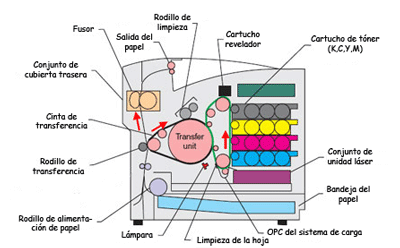 Fusor
Rodillo de
limpieza
Salida del
papel
Cartucho
revelador
Cartucho de tóner
(K,C,Y,M)
Conjunto de
cubierta trasera
Cinta de
transferencia
Transfer
unit
Rodillo de
transferencia
Conjunto de
unidad láser
Bandeja del
papel
Rodillo de alimenta-
ción de papel
Lámpara
OPC del sistema de carga
Limpieza de la hoja